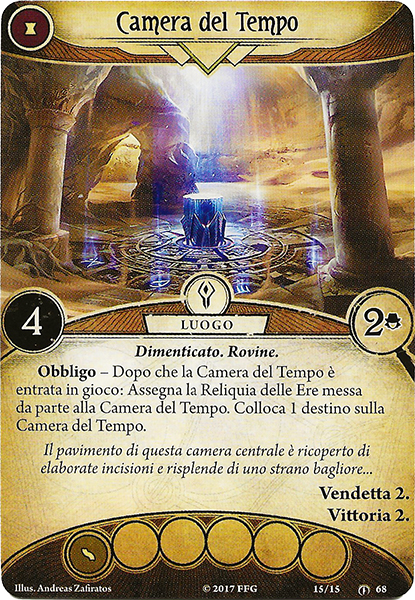 Camera del Tempo
4
LUOGO
2
Dimenticato. Rovine.
Obbligo – Dopo che la Camera del Tempo è
entrata in gioco: Assegna la Reliquia delle Ere messa
da parte alla Camera del Tempo. Colloca 1 destino sulla
Camera del Tempo.
Il pavimento di questa camera centrale è ricoperto di
elaborate incisioni e risplende di uno strano bagliore...
Vendetta 2.
Vittoria 2.
Illus. Andreas Zafiratos © 2017 FFG 15/15 68